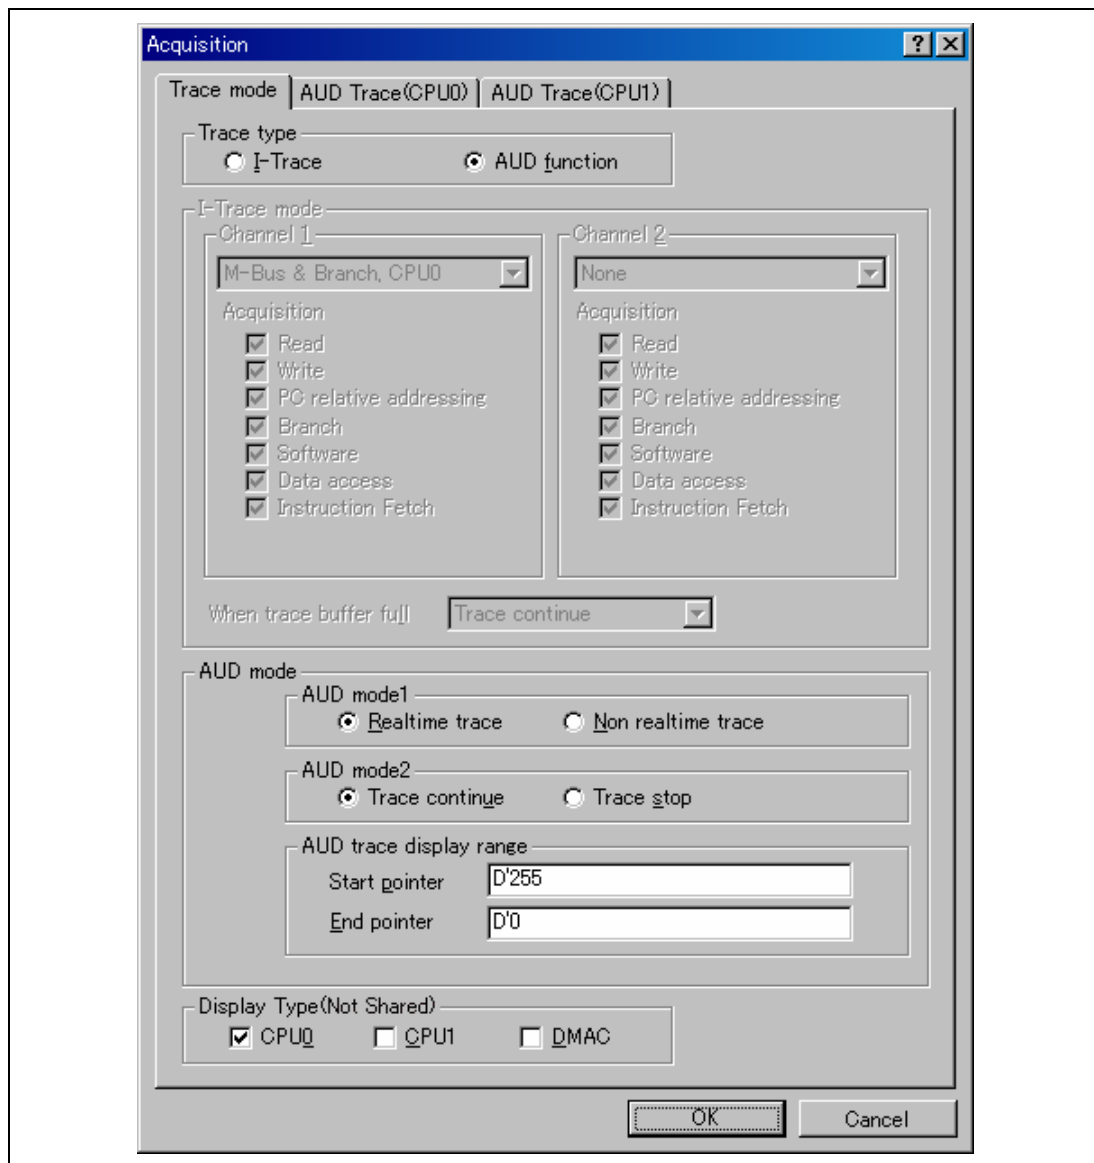 Acquisition
Trace mode AUD Trace(CPU0) AUD Trace(CPU1)
Trace type
I-Trace AUD function
I-Trace mode
Channel 1
M-Bus & Branch, CPU0
Acquisition
Read
Write
PC relative addressing
Branch
Software
Data access
Instruction Fetch
Channel 2
None
Acquisition
Read
Write
PC relative addressing
Branch
Software
Data access
Instruction Fetch
When trace buffer full Trace continue
AUD mode
AUD mode1
Realtime trace Non realtime trace
AUD mode2
Trace continue Trace stop
AUD trace display range
Start pointer D'255
End pointer D'0
Display Type(Not Shared)
CPU0 CPU1 DMAC
OK Cancel